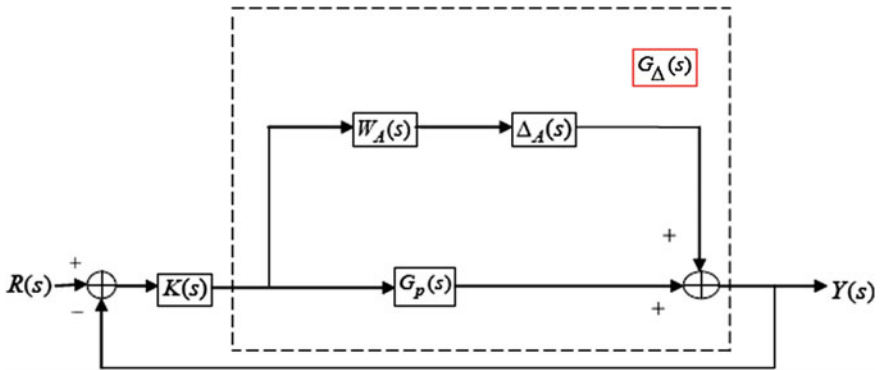 G_Δ(s)
W_A(s) Δ_A(s)
+
R(s) + K(s) G_p(s) + Y(s)
−